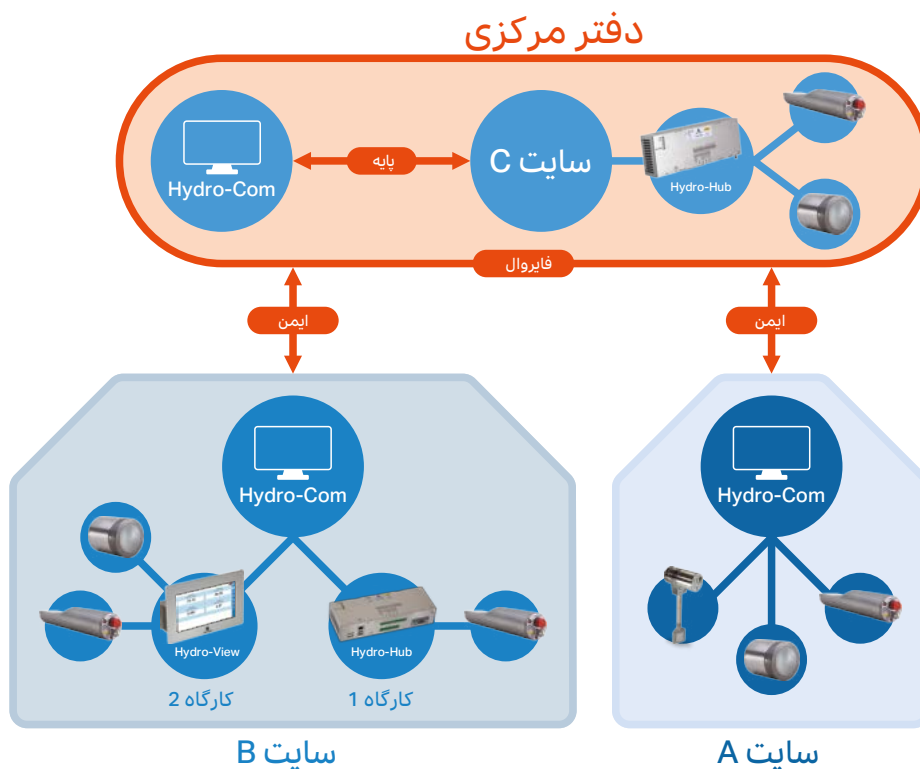 دفتر مرکزی
Hydro-Com
پایه
سایت C
Hydro-Hub
فایروال
ایمن
ایمن
Hydro-Com
Hydro-View
Hydro-Hub
کارگاه 2
کارگاه 1
سایت B
Hydro-Com
سایت A